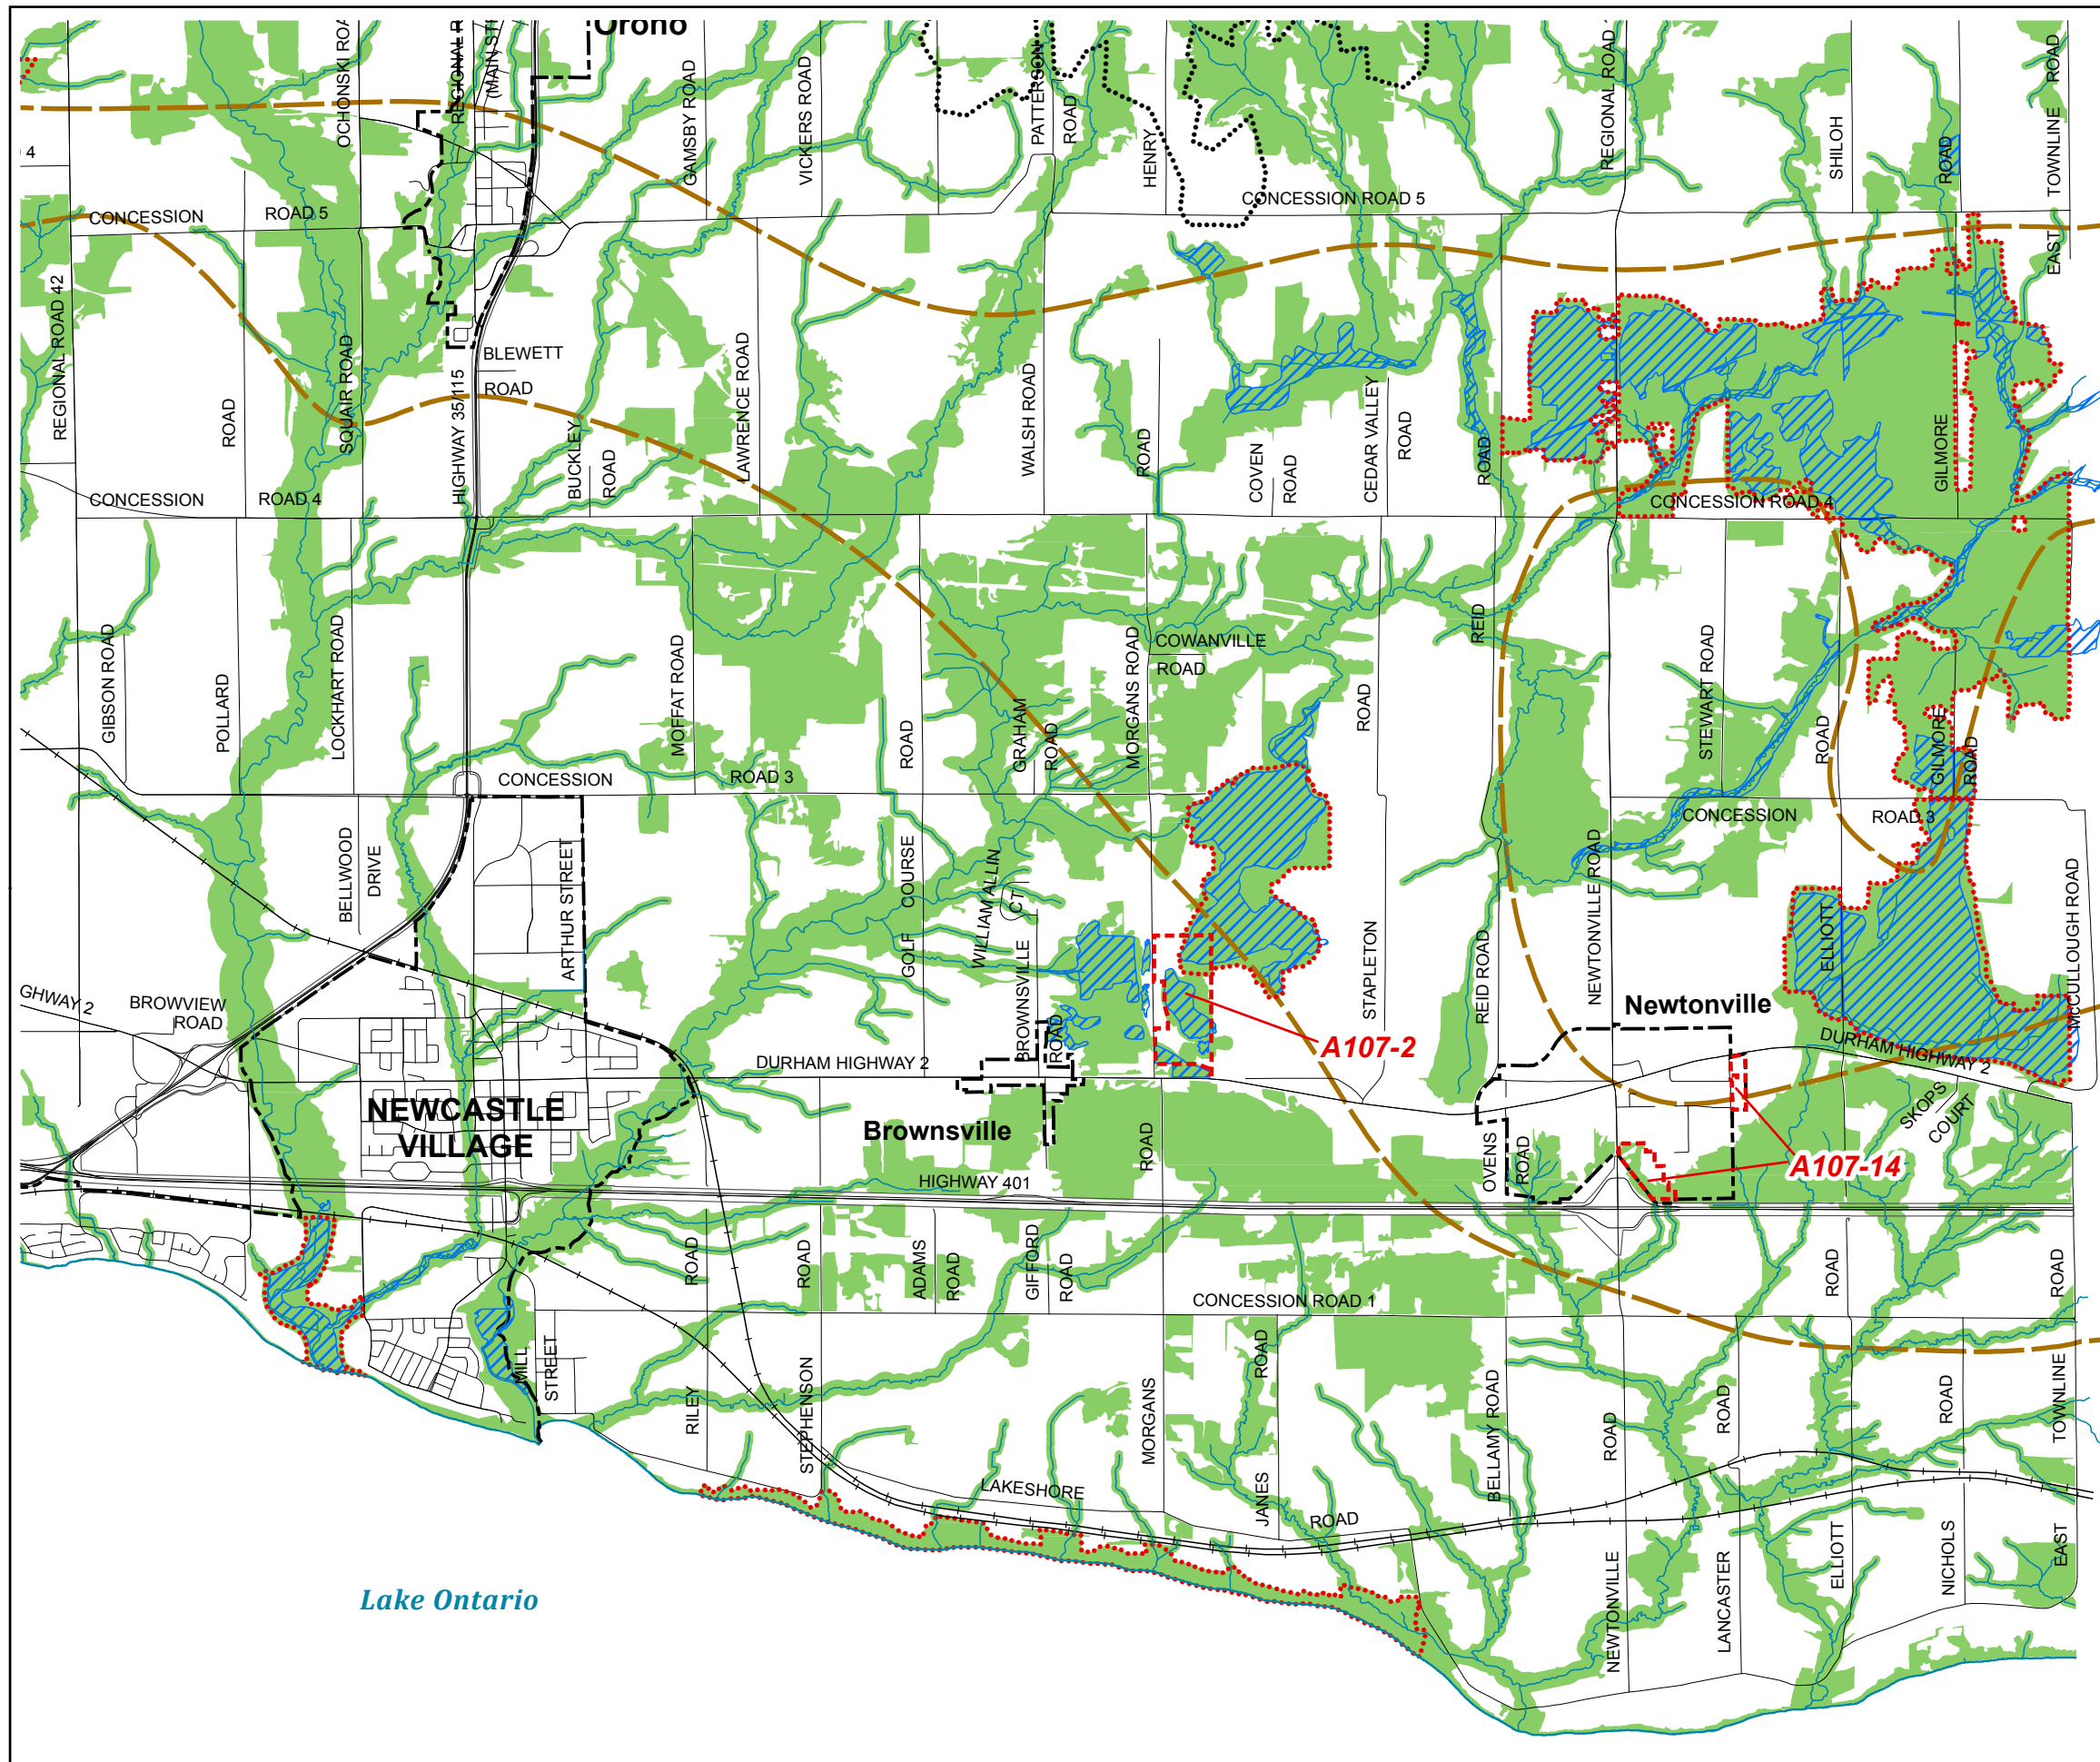 Orono
OCHONSKI ROA
REGIONAL R
(MAIN ST
GAMSBY ROAD
VICKERS ROAD
PATTERSON
ROAD
HENRY
REGIONAL ROAD
SHILOH
ROAD
EAST TOWNLINE ROAD
4
CONCESSION
ROAD 5
CONCESSION ROAD 5
REGIONAL ROAD 42
ROAD
SQUAIR ROAD
HIGHWAY 35/115
BLEWETT
ROAD
BUCKLEY
ROAD
LAWRENCE ROAD
WALSH ROAD
ROAD
COVEN
ROAD
CEDAR VALLEY
ROAD
ROAD
GILMORE
CONCESSION
ROAD 4
CONCESSION ROAD 4
GIBSON ROAD
POLLARD
LOCKHART ROAD
MOFFAT ROAD
ROAD
GRAHAM
ROAD
MORGANS ROAD
COWANVILLE
ROAD
ROAD
REID
STEWART ROAD
ROAD
GILMORE
ROAD
CONCESSION
ROAD 3
CONCESSION
ROAD 3
BELLWOOD
DRIVE
ARTHUR STREET
GOLF COURSE
WILLIAM ALLIN
CT
BROWNSVILLE
ROAD
STAPLETON
REID ROAD
NEWTONVILLE ROAD
ELLIOTT
McCULLOUGH ROAD
GHWAY 2
BROWVIEW
ROAD
Newtonville
A107-2
DURHAM HIGHWAY 2
DURHAM HIGHWAY 2
SKOPS
COURT
NEWCASTLE
VILLAGE
Brownsville
ROAD
OVENS
ROAD
A107-14
HIGHWAY 401
ROAD
ROAD
ADAMS
ROAD
GIFFORD
ROAD
ROAD
ROAD
CONCESSION ROAD 1
MILL
STREET
RILEY
STEPHENSON
MORGANS
ROAD
JANES
BELLAMY ROAD
ROAD
ROAD
ROAD
TOWNLINE
LAKESHORE
ROAD
NEWTONVILLE
LANCASTER
ELLIOTT
NICHOLS
EAST
Lake Ontario